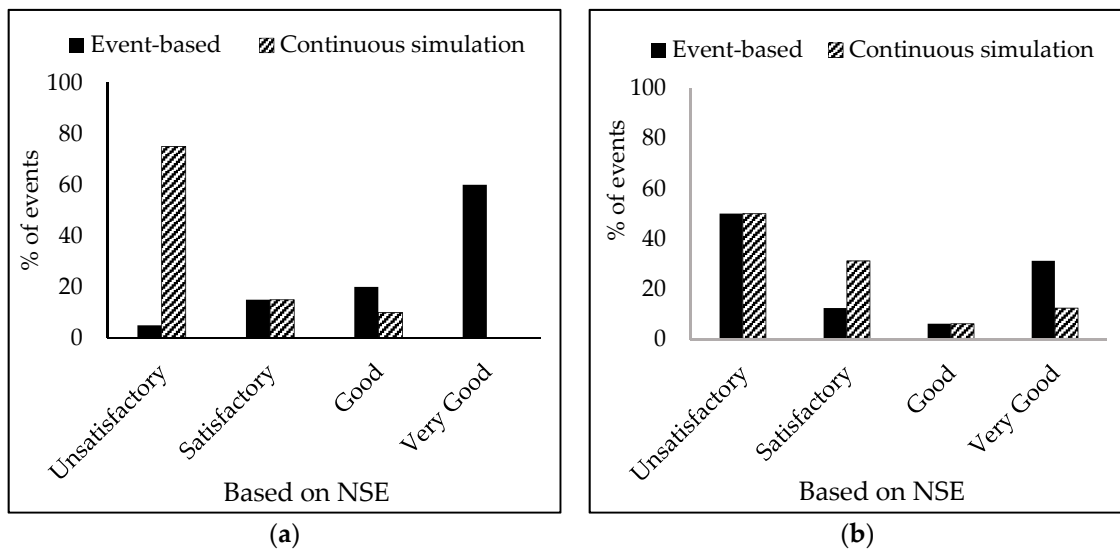 Event-based Continuous simulation
100
80
60
40
20
0
% of events
Unsatisfactory
Satisfactory
Good
Very Good
Based on NSE
(a)
Event-based Continuous simulation
100
80
60
40
20
0
% of events
Unsatisfactory
Satisfactory
Good
Very Good
Based on NSE
(b)